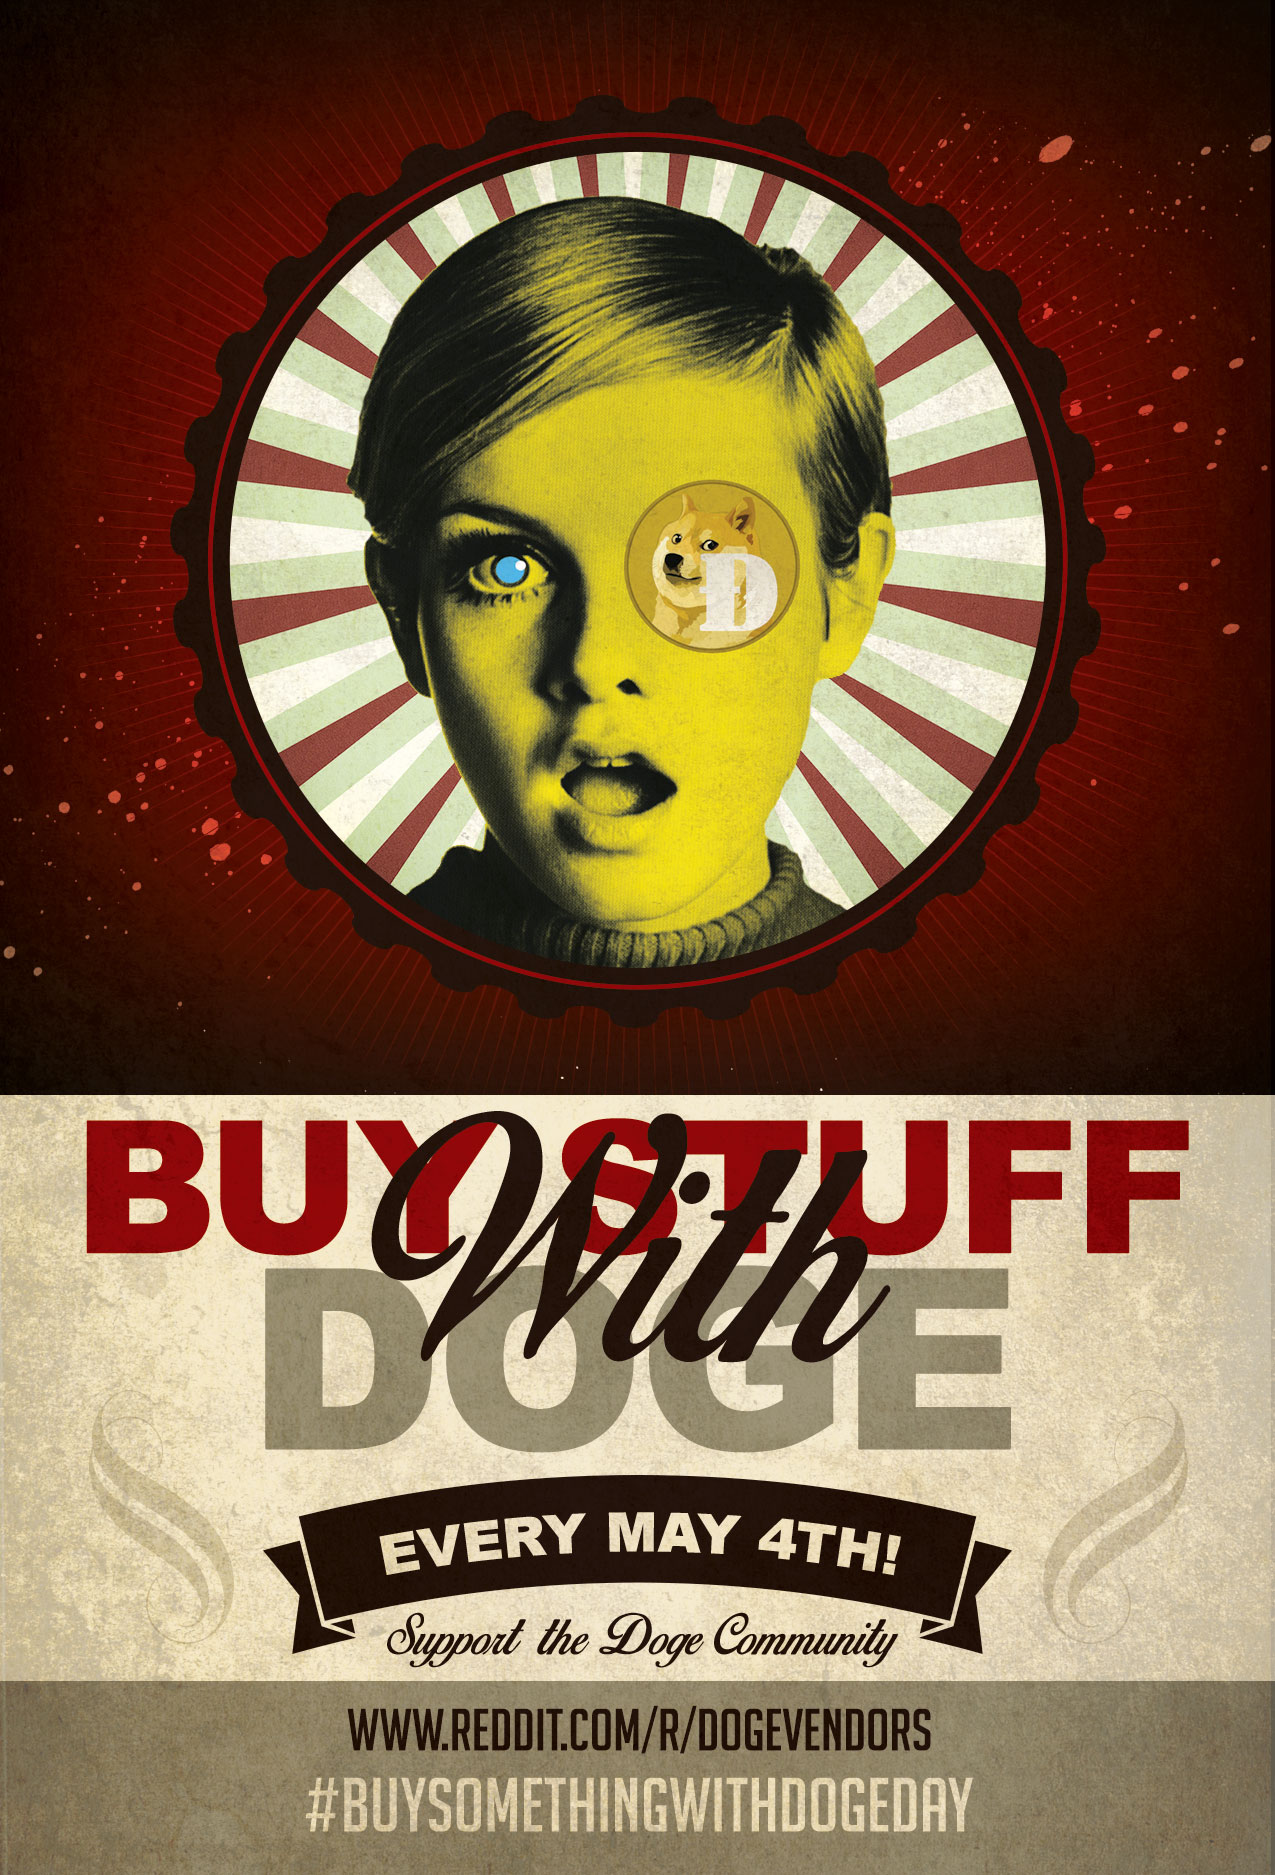 Đ
BUY STUFF
With
DOGE
EVERY MAY 4TH!
Support the Doge Community
WWW.REDDIT.COM/R/DOGEVENDORS
#BUYSOMETHINGWITHDOGEDAY